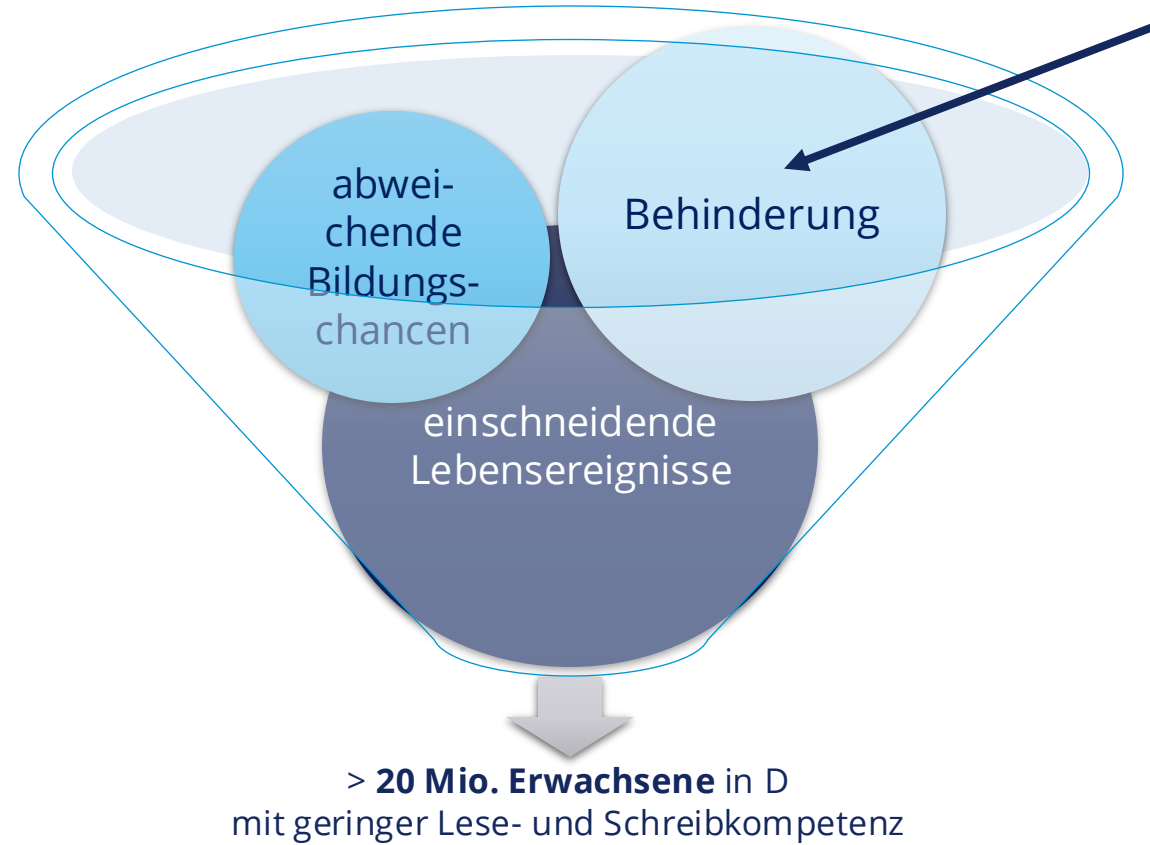 abwei-
chende
Bildungs-
chancen
Behinderung
einschneidende
Lebensereignisse
> 20 Mio. Erwachsene in D
mit geringer Lese- und Schreibkompetenz